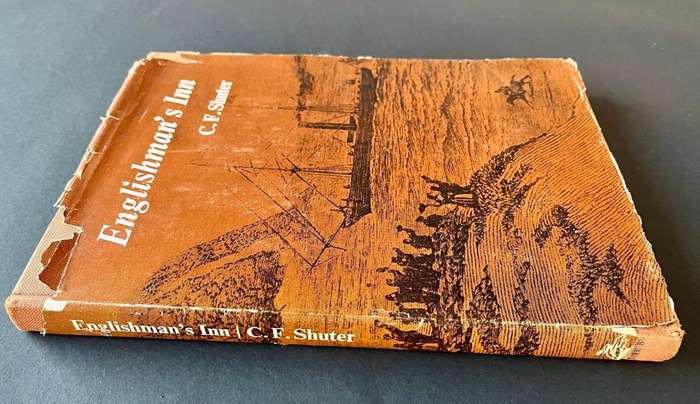 Englishman's Inn
C. F. Shuter
Englishman's Inn | C. F. Shuter